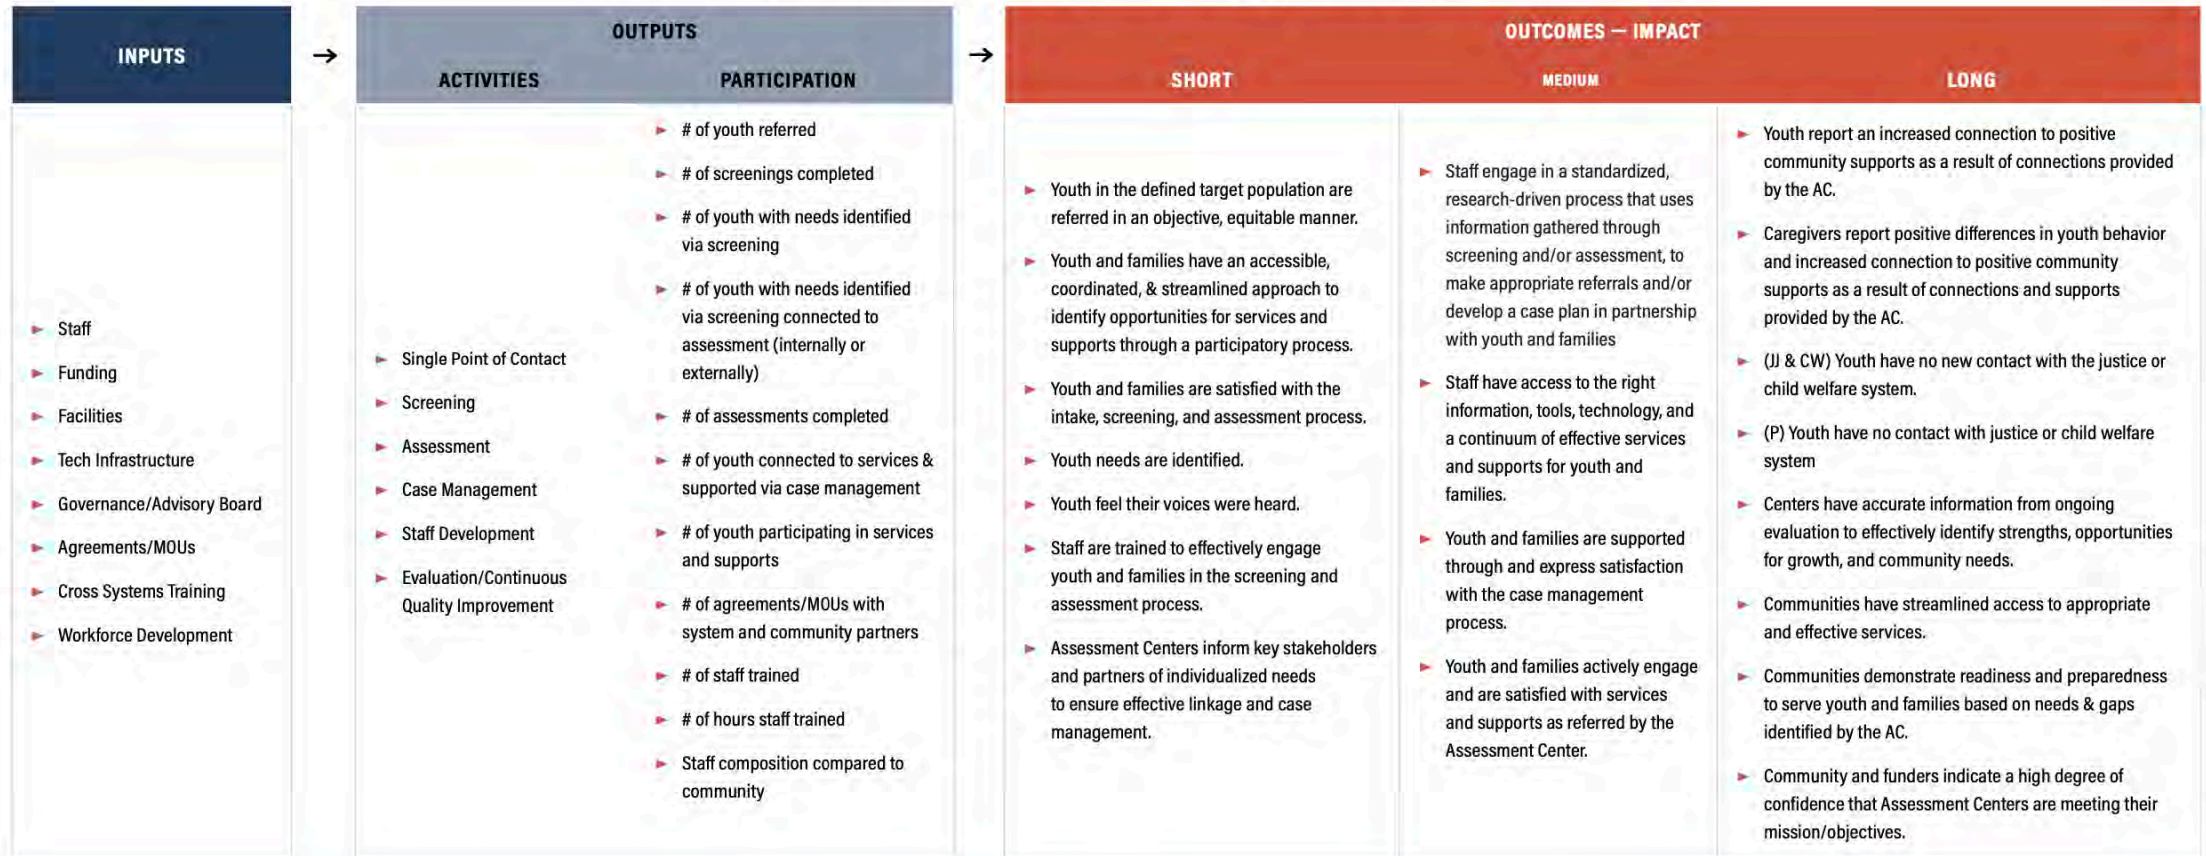 INPUTS
→
OUTPUTS
ACTIVITIES
PARTICIPATION
→
OUTCOMES — IMPACT
SHORT
MEDIUM
LONG
Staff
Funding
Facilities
Tech Infrastructure
Governance/Advisory Board
Agreements/MOUs
Cross Systems Training
Workforce Development
Single Point of Contact
Screening
Assessment
Case Management
Staff Development
Evaluation/Continuous
Quality Improvement
# of youth referred
# of screenings completed
# of youth with needs identified
via screening
# of youth with needs identified
via screening connected to
assessment (internally or
externally)
# of assessments completed
# of youth connected to services &
supported via case management
# of youth participating in services
and supports
# of agreements/MOUs with
system and community partners
# of staff trained
# of hours staff trained
Staff composition compared to
community
Youth in the defined target population are
referred in an objective, equitable manner.
Youth and families have an accessible,
coordinated, & streamlined approach to
identify opportunities for services and
supports through a participatory process.
Youth and families are satisfied with the
intake, screening, and assessment process.
Youth needs are identified.
Youth feel their voices were heard.
Staff are trained to effectively engage
youth and families in the screening and
assessment process.
Assessment Centers inform key stakeholders
and partners of individualized needs
to ensure effective linkage and case
management.
Staff engage in a standardized,
research-driven process that uses
information gathered through
screening and/or assessment, to
make appropriate referrals and/or
develop a case plan in partnership
with youth and families
Staff have access to the right
information, tools, technology, and
a continuum of effective services
and supports for youth and
families.
Youth and families are supported
through and express satisfaction
with the case management
process.
Youth and families actively engage
and are satisfied with services
and supports as referred by the
Assessment Center.
Youth report an increased connection to positive
community supports as a result of connections provided
by the AC.
Caregivers report positive differences in youth behavior
and increased connection to positive community
supports as a result of connections and supports
provided by the AC.
(JJ & CW) Youth have no new contact with the justice or
child welfare system.
(P) Youth have no contact with justice or child welfare
system
Centers have accurate information from ongoing
evaluation to effectively identify strengths, opportunities
for growth, and community needs.
Communities have streamlined access to appropriate
and effective services.
Communities demonstrate readiness and preparedness
to serve youth and families based on needs & gaps
identified by the AC.
Community and funders indicate a high degree of
confidence that Assessment Centers are meeting their
mission/objectives.